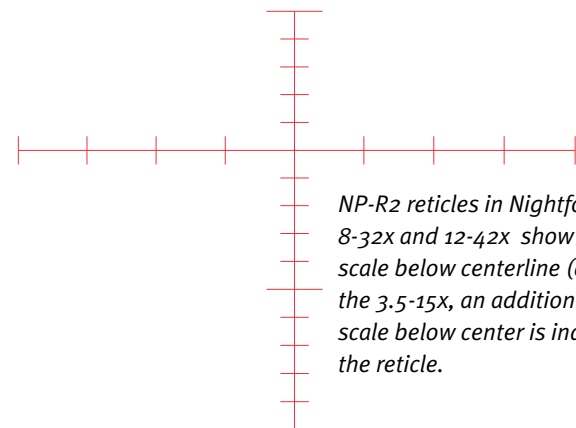 NP-R2 reticles in
8-32x and 12-42x show
scale below centerline
the 3.5-15x, an
scale below center is
the reticle.